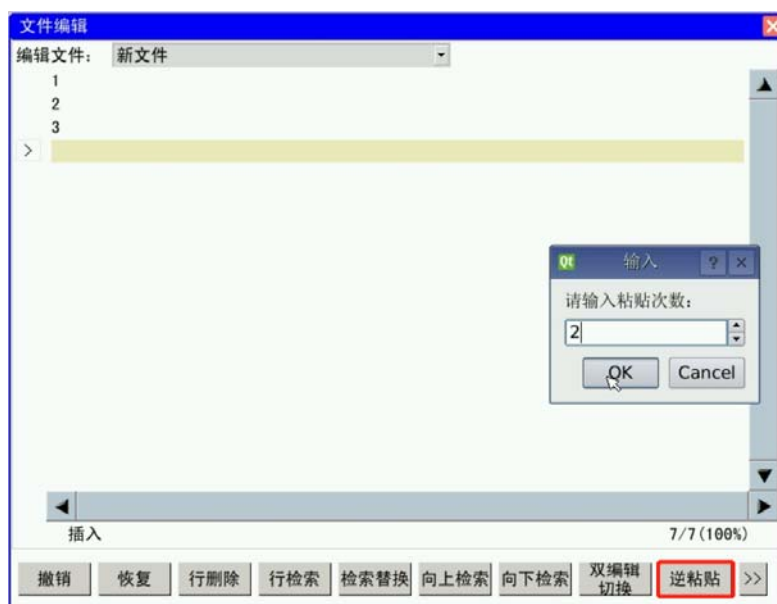 文件编辑
编辑文件： 新文件
1
2
3
>
Qt 输入 ? ×
请输入粘贴次数：
2
OK Cancel
插入 7/7(100%)
撤销 恢复 行删除 行检索 检索替换 向上检索 向下检索 双编辑切换 逆粘贴 >>